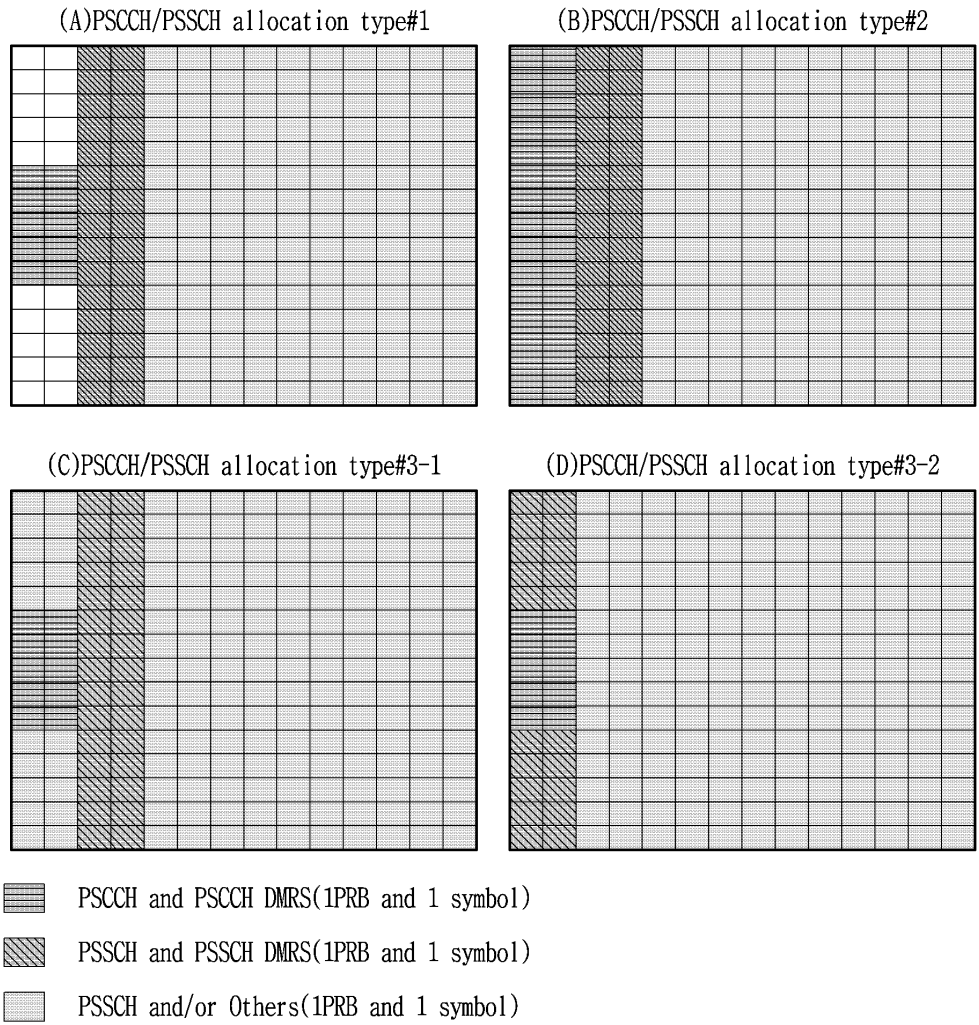 (A)PSCCH/PSSCH allocation type#1
(B)PSCCH/PSSCH allocation type#2
(C)PSCCH/PSSCH allocation type#3-1
(D)PSCCH/PSSCH allocation type#3-2
PSCCH and PSCCH DMRS(1PRB and 1 symbol)
PSSCH and PSSCH DMRS(1PRB and 1 symbol)
PSSCH and/or Others(1PRB and 1 symbol)